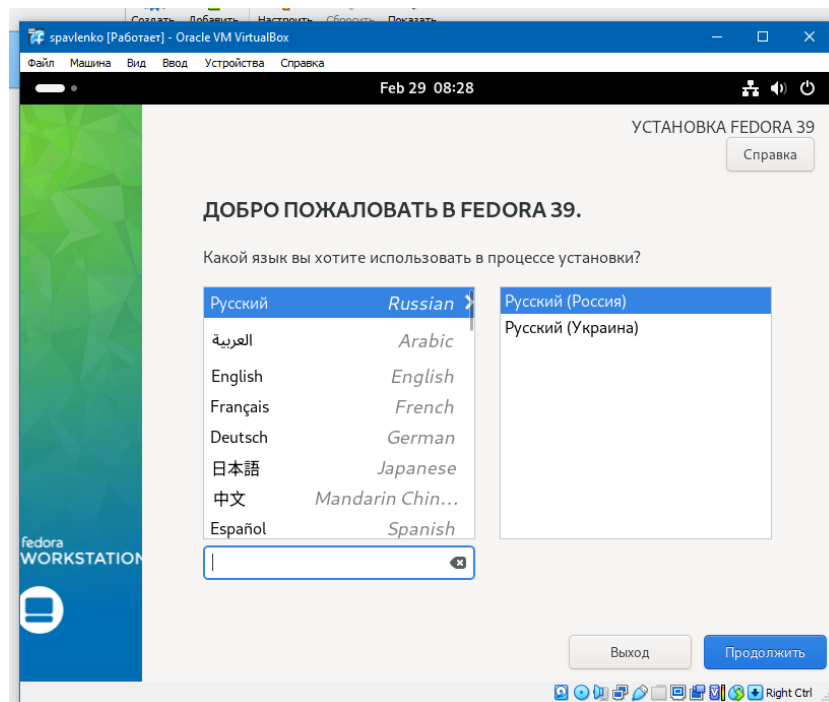 Создать Добавить Настроить Сбросить Показать
spavlenko [Работает] - Oracle VM VirtualBox
Файл Машина Вид Ввод Устройства Справка
Feb 29 08:28
УСТАНОВКА FEDORA 39
Справка
ДОБРО ПОЖАЛОВАТЬ В FEDORA 39.
Какой язык вы хотите использовать в процессе установки?
Русский Russian
Русский (Россия)
Русский (Украина)
العربية Arabic
English English
Français French
Deutsch German
日本語 Japanese
中文 Mandarin Chin...
Español Spanish
fedora
WORKSTATION
Выход Продолжить
Right Ctrl